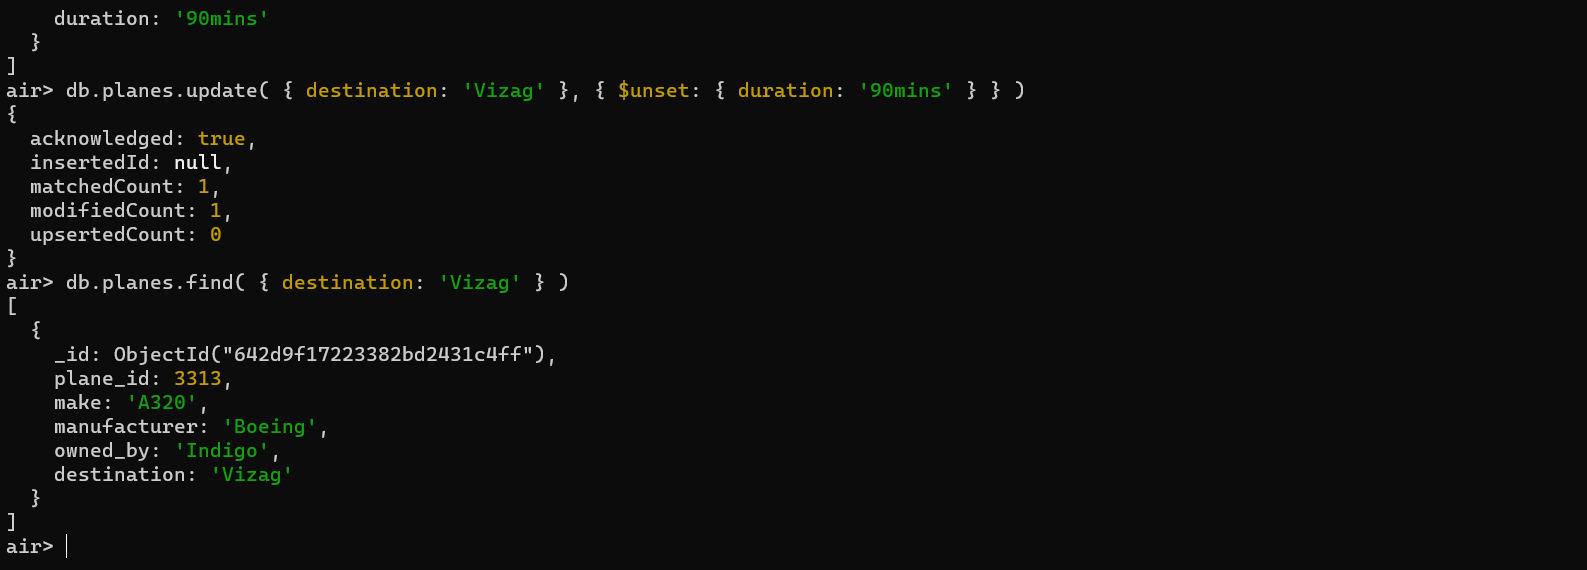 duration: '90mins'
  }
]
air> db.planes.update( { destination: 'Vizag' }, { $unset: { duration: '90mins' } } )
{
  acknowledged: true,
  insertedId: null,
  matchedCount: 1,
  modifiedCount: 1,
  upsertedCount: 0
}
air> db.planes.find( { destination: 'Vizag' } )
[
  {
    _id: ObjectId("642d9f17223382bd2431c4ff"),
    plane_id: 3313,
    make: 'A320',
    manufacturer: 'Boeing',
    owned_by: 'Indigo',
    destination: 'Vizag'
  }
]
air>